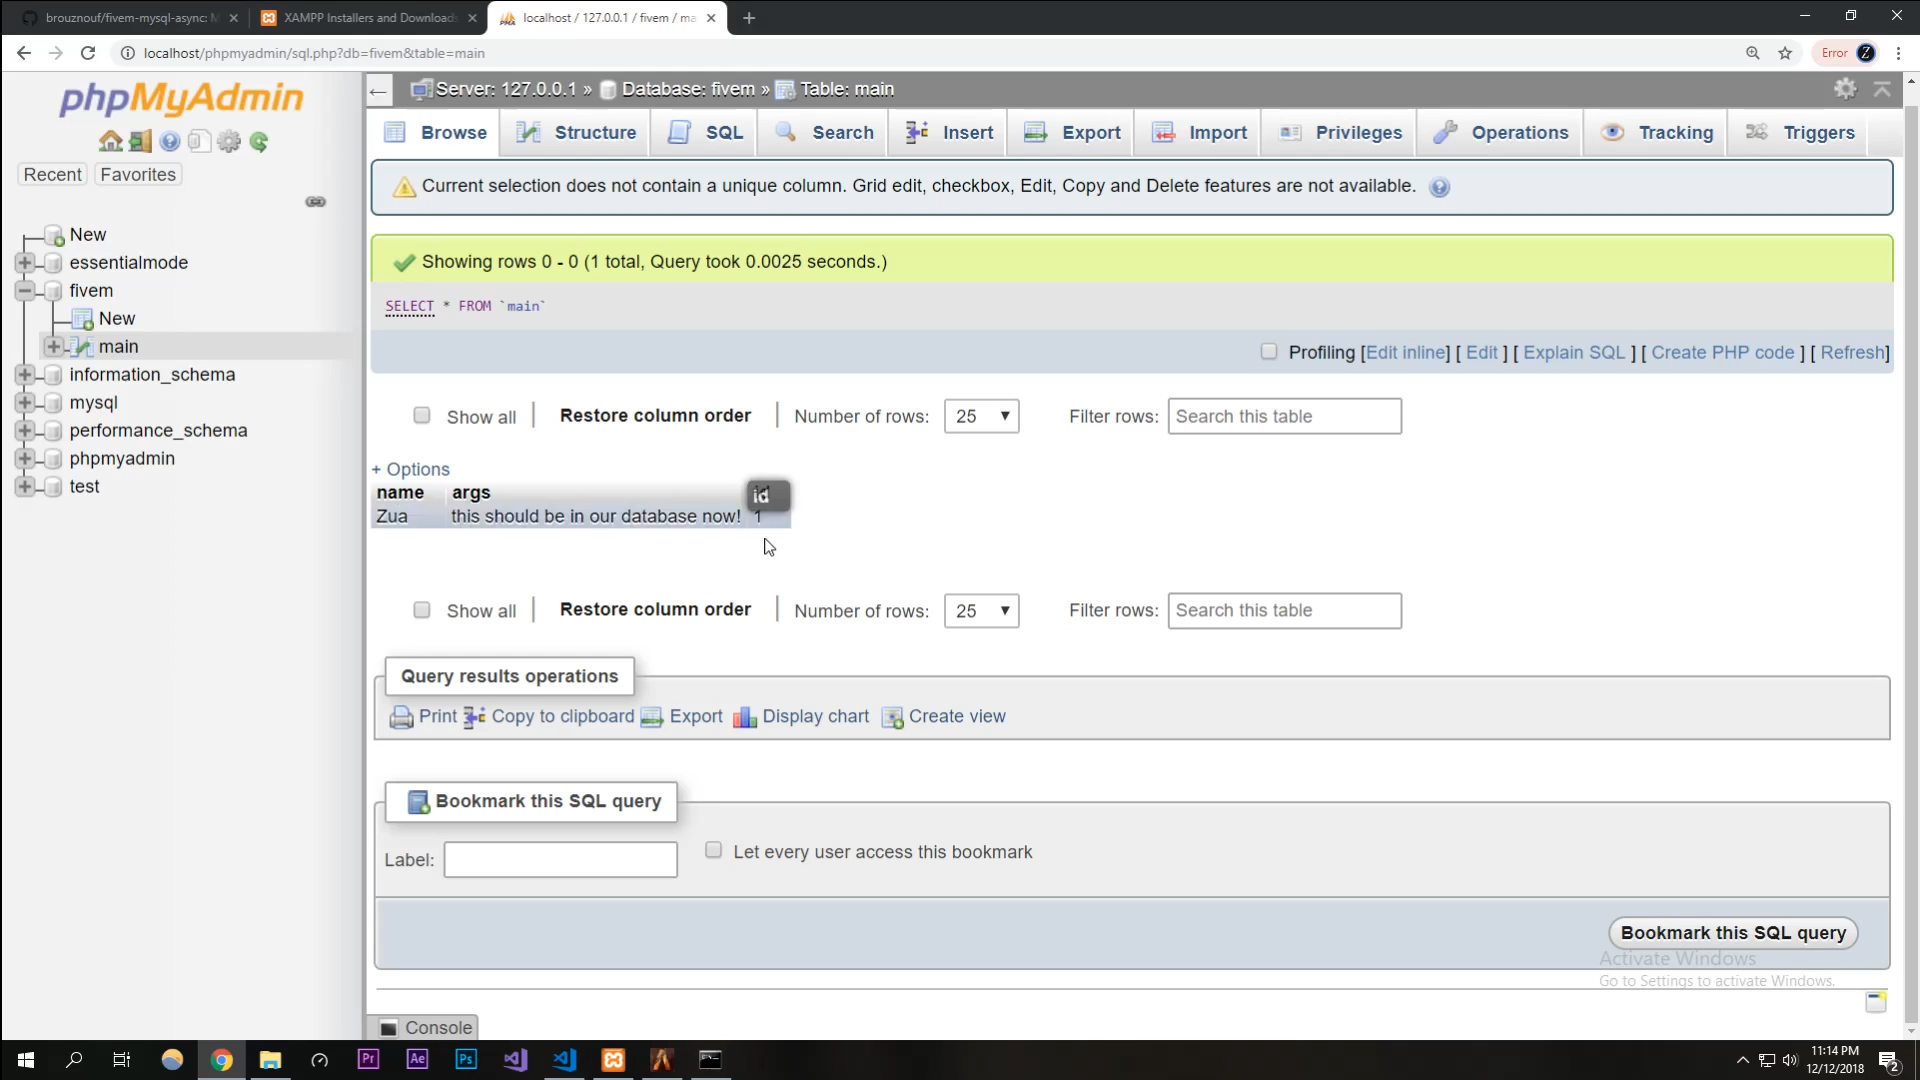 brouznouf/fivem-mysql-async: M
XAMPP Installers and Downloads
localhost / 127.0.0.1 / fivem / ma
localhost/phpmyadmin/sql.php?db=fivem&table=main
Error Z
phpMyAdmin
Recent Favorites
New
essentialmode
fivem
New
main
information_schema
mysql
performance_schema
phpmyadmin
test
Server: 127.0.0.1 » Database: fivem » Table: main
Browse Structure SQL Search Insert Export Import Privileges Operations Tracking Triggers
Current selection does not contain a unique column. Grid edit, checkbox, Edit, Copy and Delete features are not available.
Showing rows 0 - 0 (1 total, Query took 0.0025 seconds.)
SELECT * FROM `main`
Profiling [Edit inline] [ Edit ] [ Explain SQL ] [ Create PHP code ] [ Refresh]
Show all | Restore column order | Number of rows: 25 Filter rows: Search this table
+ Options
name args id
Zua this should be in our database now! 1
Show all | Restore column order | Number of rows: 25 Filter rows: Search this table
Query results operations
Print Copy to clipboard Export Display chart Create view
Bookmark this SQL query
Label: Let every user access this bookmark
Bookmark this SQL query
Activate Windows
Go to Settings to activate Windows.
Console
Pr Ae Ps
11:14 PM
12/12/2018
2